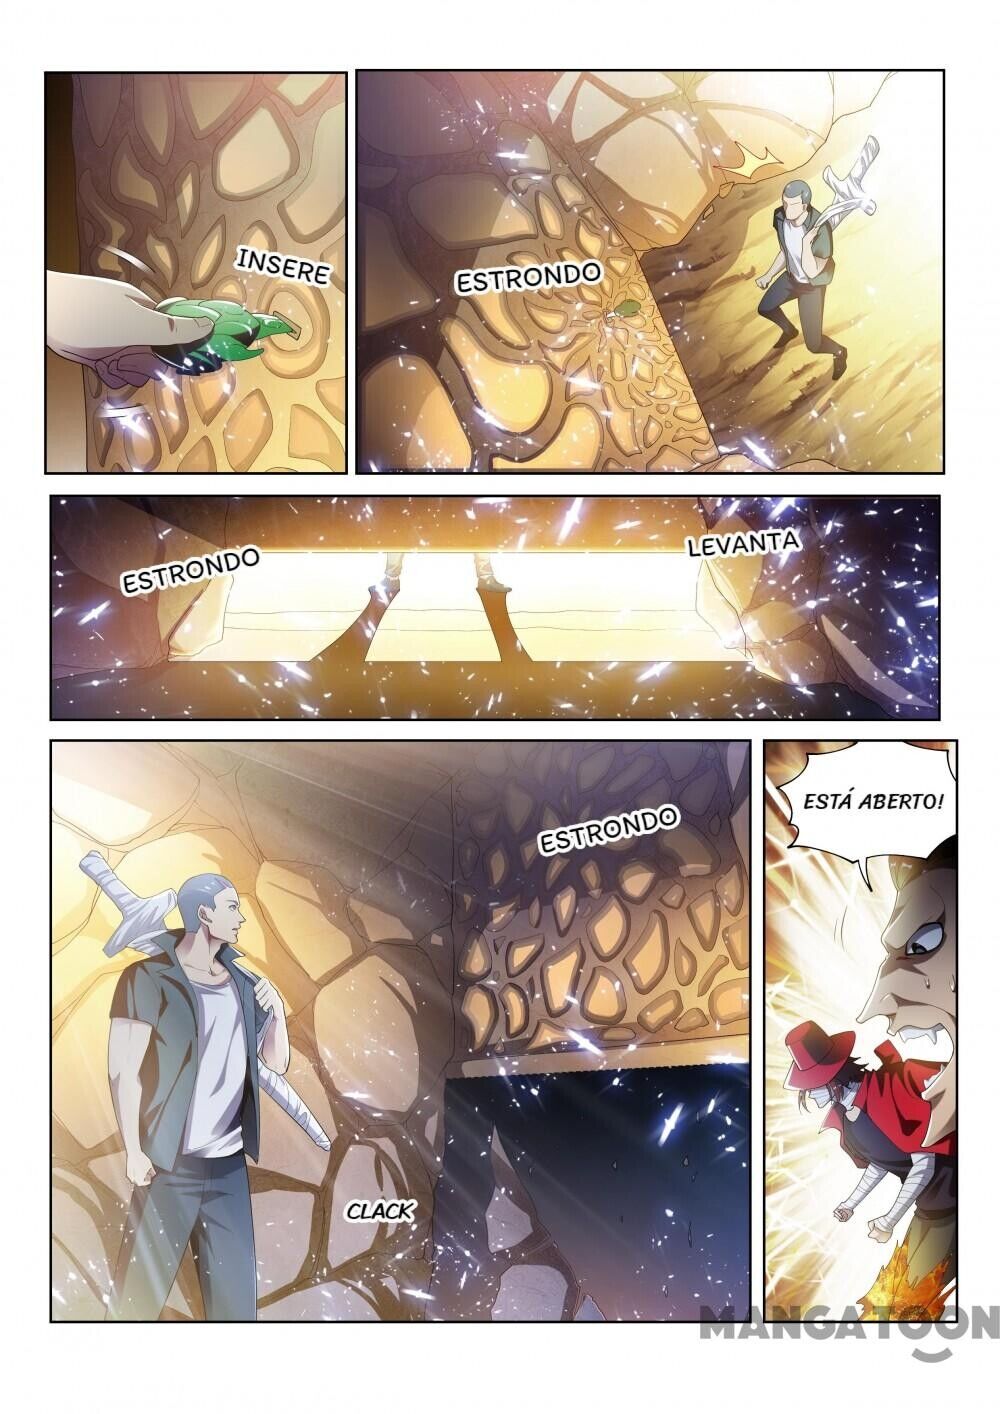 INSERE
ESTRONDO
ESTRONDO
LEVANTA
ESTRONDO
ESTÁ ABERTO!
CLACK
MANGATOON